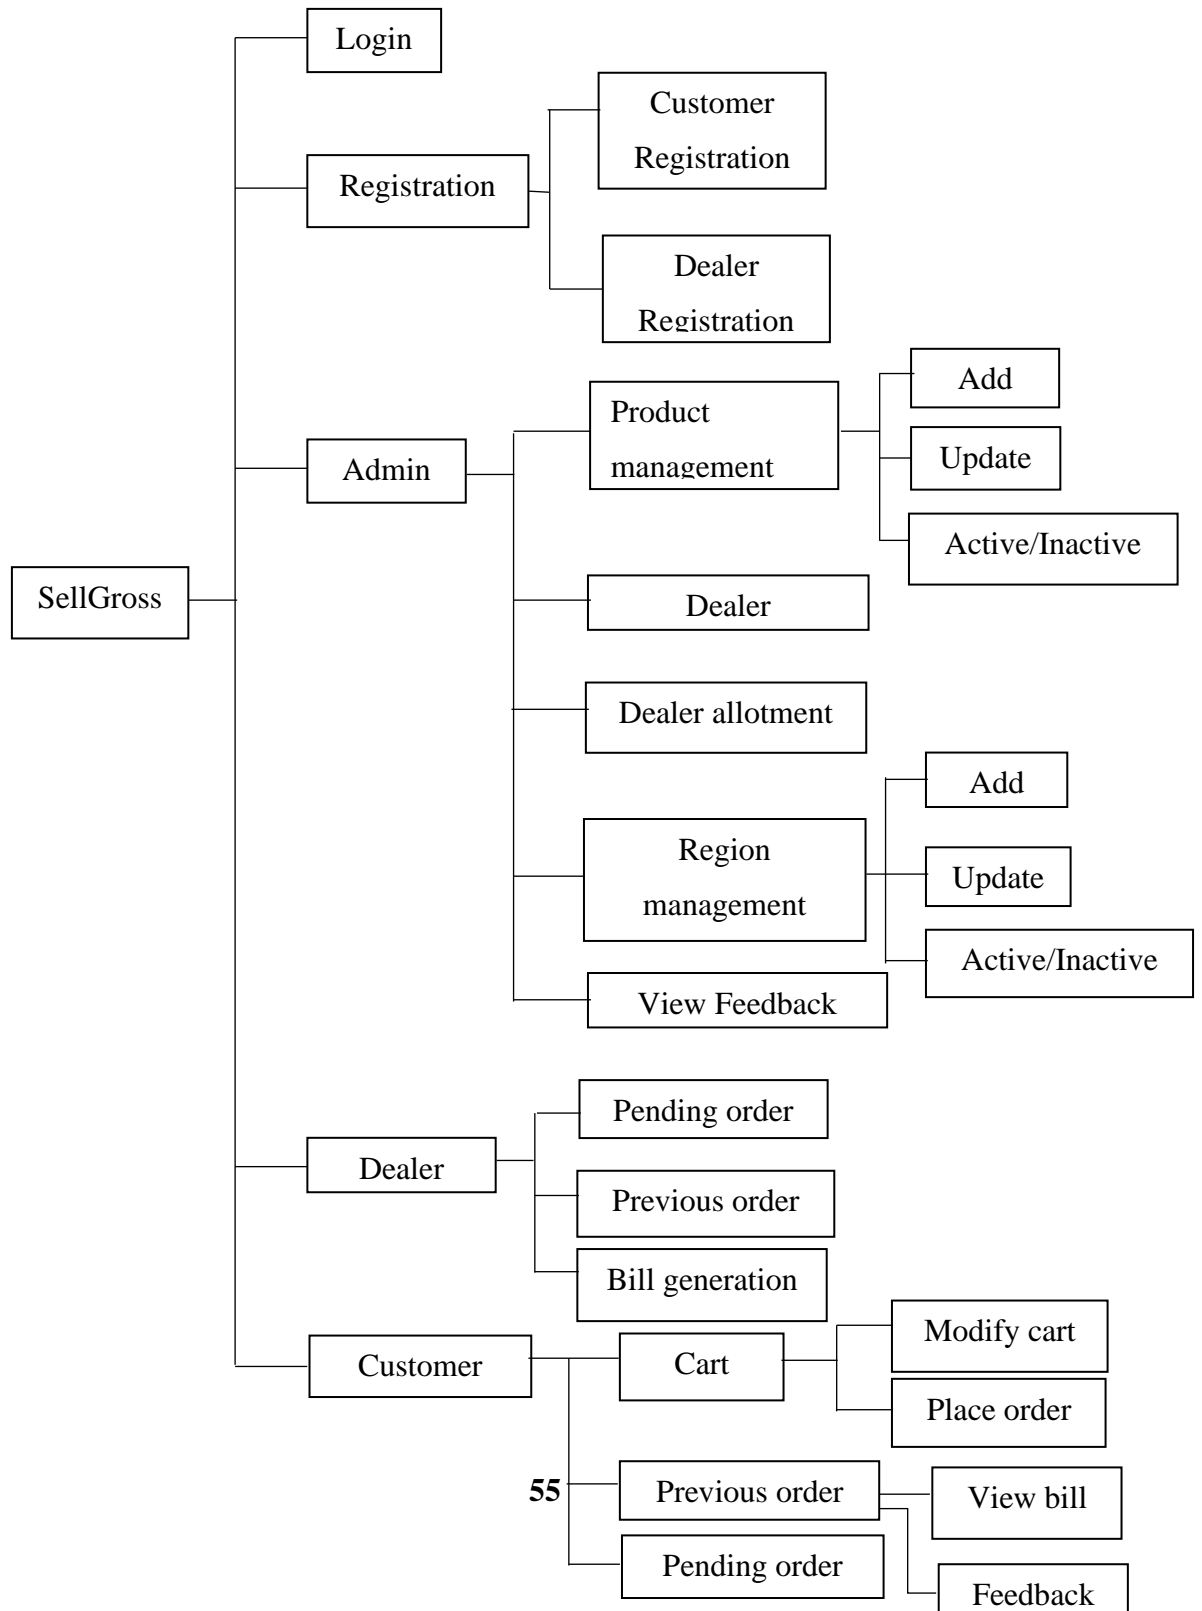 Login
Customer
Registration
Registration
Dealer
Registration
Add
Product
management
Update
Admin
Active/Inactive
SellGross
Dealer
Dealer allotment
Add
Region
management
Update
Active/Inactive
View Feedback
Pending order
Dealer
Previous order
Bill generation
Modify cart
Customer
Cart
Place order
55
Previous order
View bill
Pending order
Feedback